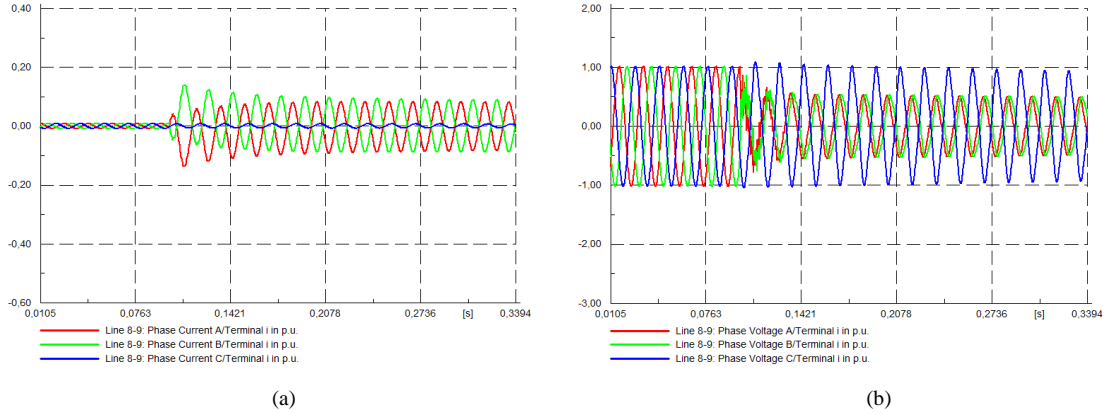 0,40
0,20
0,00
-0,20
-0,40
-0,60
0,0105 0,0763 0,1421 0,2078 0,2736 [s] 0,3394
Line 8-9: Phase Current A/Terminal i in p.u.
Line 8-9: Phase Current B/Terminal i in p.u.
Line 8-9: Phase Current C/Terminal i in p.u.
(a)
2,00
1,00
0,00
-1,00
-2,00
-3,00
0,0105 0,0763 0,1421 0,2078 0,2736 [s] 0,3394
Line 8-9: Phase Voltage A/Terminal i in p.u.
Line 8-9: Phase Voltage B/Terminal i in p.u.
Line 8-9: Phase Voltage C/Terminal i in p.u.
(b)